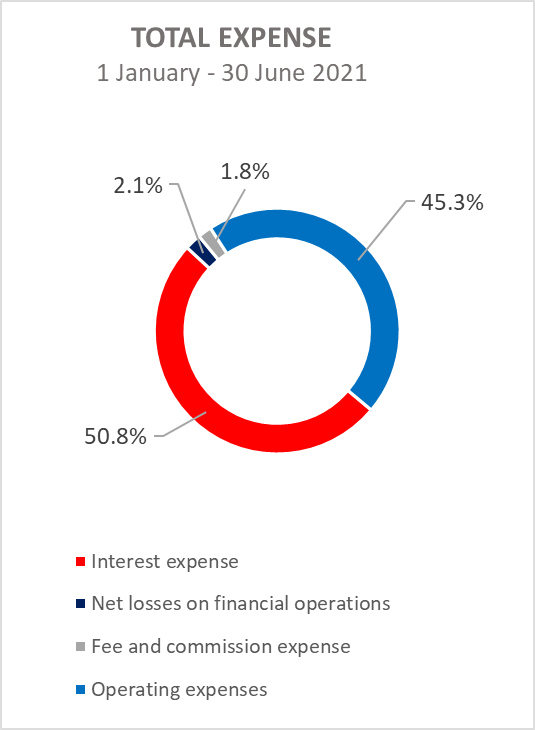 TOTAL EXPENSE
1 January - 30 June 2021
1.8%
2.1%
45.3%
50.8%
Interest expense
Net losses on financial operations
Fee and commission expense
Operating expenses